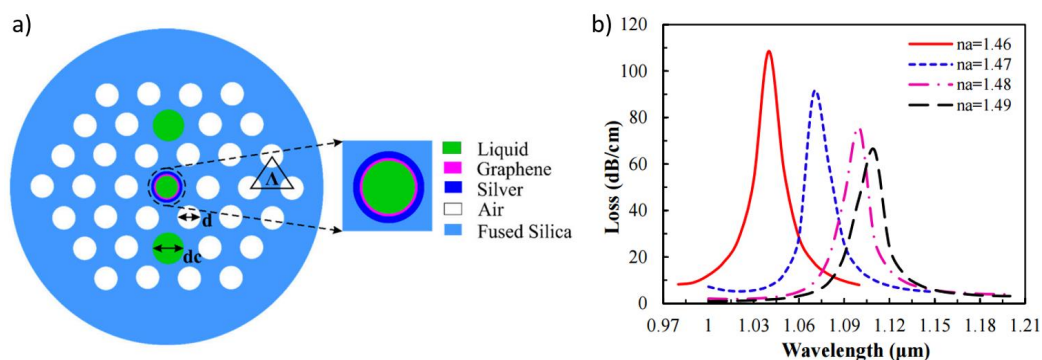 a)
Λ
d
dc
Liquid
Graphene
Silver
Air
Fused Silica
b)
120
100
80
60
40
20
0
Loss (dB/cm)
na=1.46
na=1.47
na=1.48
na=1.49
0.97 1 1.03 1.06 1.09 1.12 1.15 1.18 1.21
Wavelength (μm)